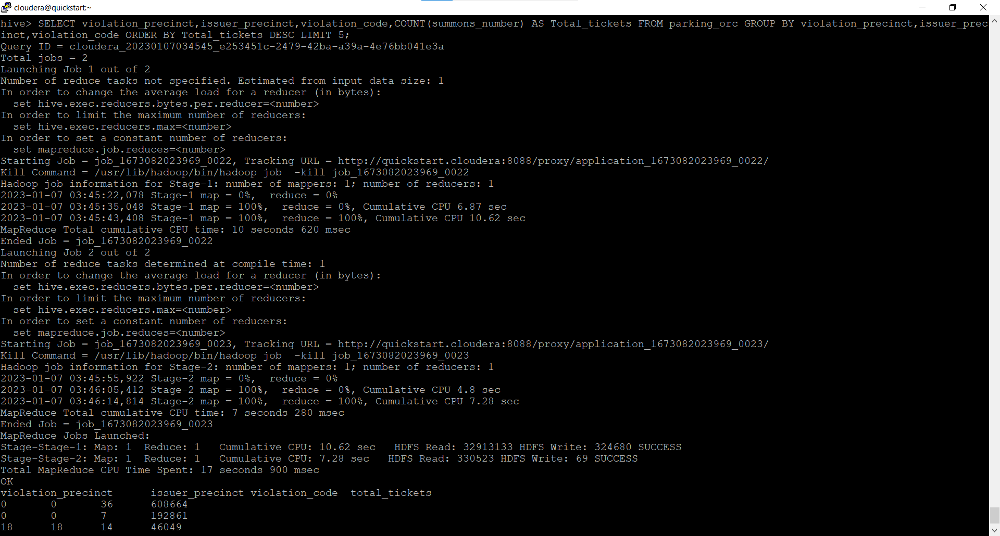 cloudera@quickstart:~
hive> SELECT violation_precinct,issuer_precinct,violation_code,COUNT(summons_number) AS Total_tickets FROM parking_orc GROUP BY violation_precinct,issuer_prec
inct,violation_code ORDER BY Total_tickets DESC LIMIT 5;
Query ID = cloudera_20230107034545_e253451c-2479-42ba-a39a-4e76bb041e3a
Total jobs = 2
Launching Job 1 out of 2
Number of reduce tasks not specified. Estimated from input data size: 1
In order to change the average load for a reducer (in bytes):
  set hive.exec.reducers.bytes.per.reducer=<number>
In order to limit the maximum number of reducers:
  set hive.exec.reducers.max=<number>
In order to set a constant number of reducers:
  set mapreduce.job.reduces=<number>
Starting Job = job_1673082023969_0022, Tracking URL = http://quickstart.cloudera:8088/proxy/application_1673082023969_0022/
Kill Command = /usr/lib/hadoop/bin/hadoop job  -kill job_1673082023969_0022
Hadoop job information for Stage-1: number of mappers: 1; number of reducers: 1
2023-01-07 03:45:22,078 Stage-1 map = 0%,  reduce = 0%
2023-01-07 03:45:35,048 Stage-1 map = 100%,  reduce = 0%, Cumulative CPU 6.87 sec
2023-01-07 03:45:43,408 Stage-1 map = 100%,  reduce = 100%, Cumulative CPU 10.62 sec
MapReduce Total cumulative CPU time: 10 seconds 620 msec
Ended Job = job_1673082023969_0022
Launching Job 2 out of 2
Number of reduce tasks determined at compile time: 1
In order to change the average load for a reducer (in bytes):
  set hive.exec.reducers.bytes.per.reducer=<number>
In order to limit the maximum number of reducers:
  set hive.exec.reducers.max=<number>
In order to set a constant number of reducers:
  set mapreduce.job.reduces=<number>
Starting Job = job_1673082023969_0023, Tracking URL = http://quickstart.cloudera:8088/proxy/application_1673082023969_0023/
Kill Command = /usr/lib/hadoop/bin/hadoop job  -kill job_1673082023969_0023
Hadoop job information for Stage-2: number of mappers: 1; number of reducers: 1
2023-01-07 03:45:55,922 Stage-2 map = 0%,  reduce = 0%
2023-01-07 03:46:05,412 Stage-2 map = 100%,  reduce = 0%, Cumulative CPU 4.8 sec
2023-01-07 03:46:14,814 Stage-2 map = 100%,  reduce = 100%, Cumulative CPU 7.28 sec
MapReduce Total cumulative CPU time: 7 seconds 280 msec
Ended Job = job_1673082023969_0023
MapReduce Jobs Launched:
Stage-Stage-1: Map: 1  Reduce: 1   Cumulative CPU: 10.62 sec   HDFS Read: 32913133 HDFS Write: 324680 SUCCESS
Stage-Stage-2: Map: 1  Reduce: 1   Cumulative CPU: 7.28 sec   HDFS Read: 330523 HDFS Write: 69 SUCCESS
Total MapReduce CPU Time Spent: 17 seconds 900 msec
OK
violation_precinct      issuer_precinct violation_code  total_tickets
0       0       36      608664
0       0       7       192861
18      18      14      46049